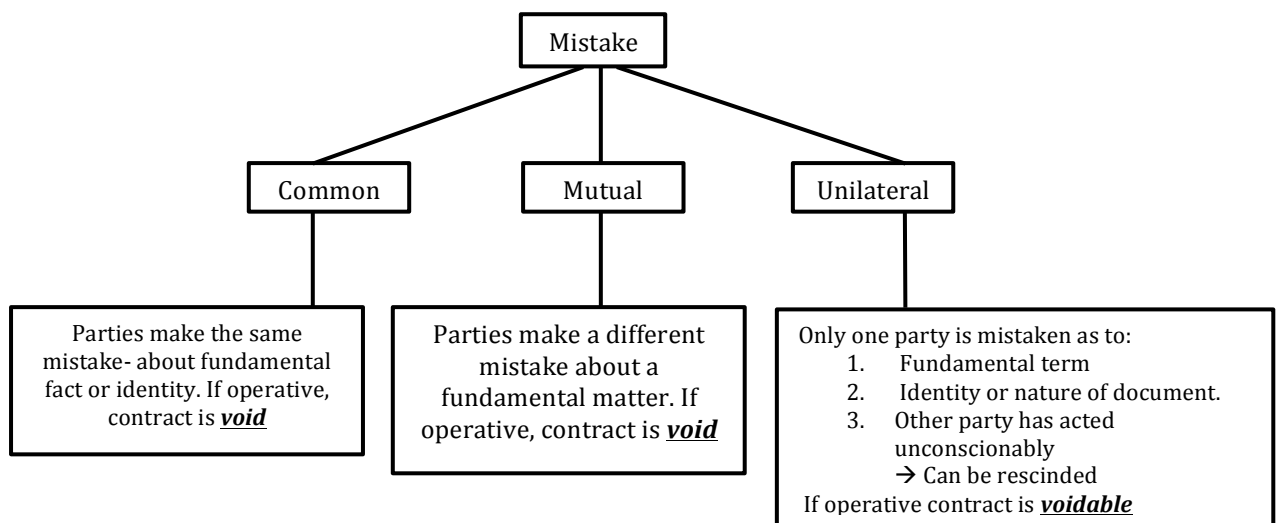 Mistake
Common
Mutual
Unilateral
Parties make the same
mistake- about fundamental
fact or identity. If operative,
contract is void
Parties make a different
mistake about a
fundamental matter. If
operative, contract is void
Only one party is mistaken as to:
1. Fundamental term
2. Identity or nature of document.
3. Other party has acted
unconscionably
→ Can be rescinded
If operative contract is voidable